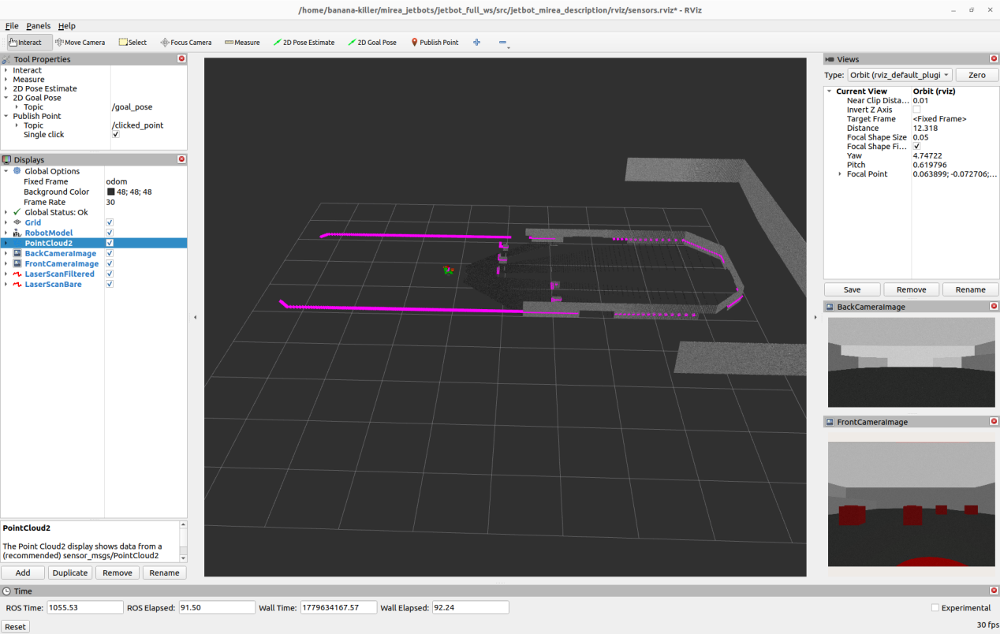 /home/banana-killer/mirea_jetbots/jetbot_full_ws/src/jetbot_mirea_description/rviz/sensors.rviz* - RViz
File Panels Help
Interact Move Camera Select Focus Camera Measure 2D Pose Estimate 2D Goal Pose Publish Point
Tool Properties
Interact
Measure
2D Pose Estimate
2D Goal Pose
Topic /goal_pose
Publish Point
Topic /clicked_point
Single click
Displays
Global Options
Fixed Frame odom
Background Color 48; 48; 48
Frame Rate 30
Global Status: Ok
Grid
RobotModel
PointCloud2
BackCameraImage
FrontCameraImage
LaserScanFiltered
LaserScanBare
PointCloud2
The Point Cloud2 display shows data from a
(recommended) sensor_msgs/PointCloud2
Add Duplicate Remove Rename
Views
Type: Orbit (rviz_default_plugi Zero
Current View Orbit (rviz)
Near Clip Dista... 0.01
Invert Z Axis
Target Frame <Fixed Frame>
Distance 12.318
Focal Shape Size 0.05
Focal Shape Fi...
Yaw 4.74722
Pitch 0.619796
Focal Point 0.063899; -0.072706;...
Save Remove Rename
BackCameraImage
FrontCameraImage
Time
ROS Time: 1055.53 ROS Elapsed: 91.50 Wall Time: 1779634167.57 Wall Elapsed: 92.24 Experimental
Reset 30 fps